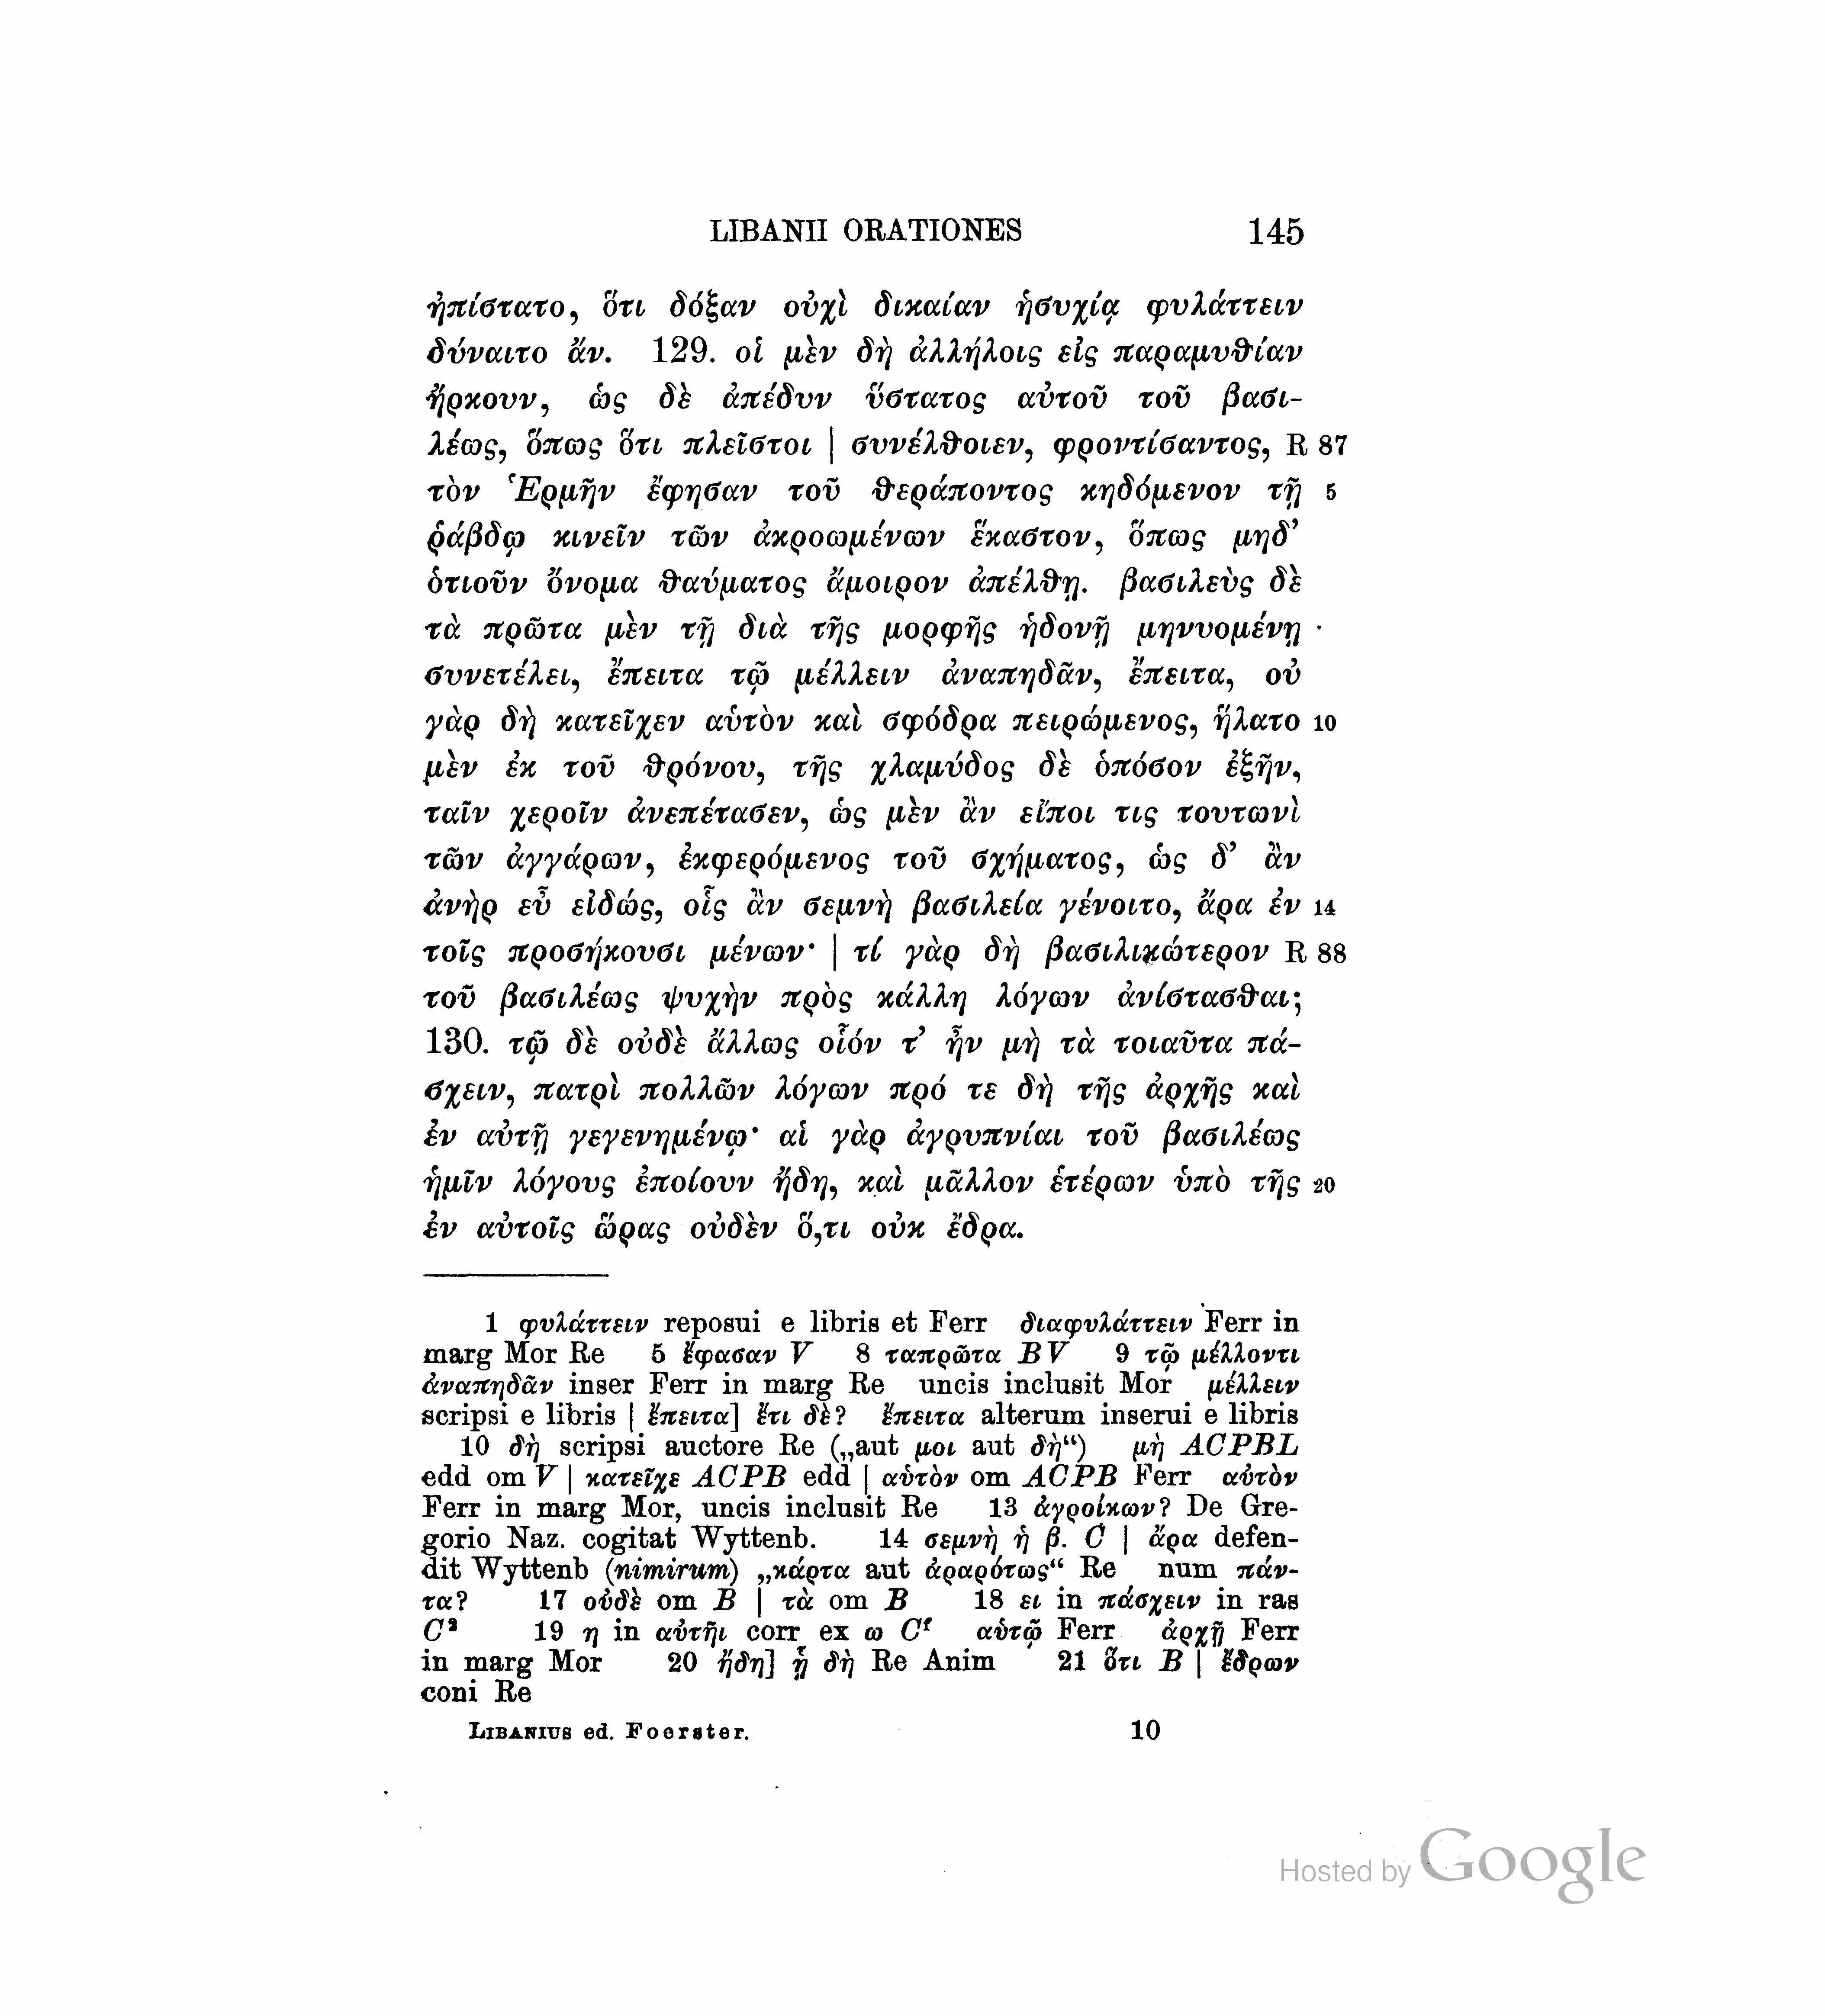 LIBANII ORATIONES 145
ἠπίστατο, ὅτι δόξαν οὐχὶ δικαίαν ἡσυχίᾳ φυλάττειν
δύναιτο ἄν. 129. οἱ μὲν δὴ ἀλλήλοις εἰς παραμυθίαν
ἤρκουν, ὡς δὲ ἀπέδυν ὕστατος αὐτοῦ τοῦ βασι-
λέως, ὅπως ὅτι πλεῖστοι | συνέλθοιεν, φροντίσαντος, R 87
τὸν Ἑρμῆν ἔφησαν τοῦ θεράποντος κηδόμενον τῇ 5
ῥάβδῳ κινεῖν τῶν ἀκροωμένων ἕκαστον, ὅπως μηδ’
ὁτιοῦν ὄνομα θαύματος ἄμοιρον ἀπέλθῃ. βασιλεὺς δὲ
τὰ πρῶτα μὲν τῇ διὰ τῆς μορφῆς ἡδονῇ μηνυομένῃ
συνετέλει, ἔπειτα τῷ μέλλειν ἀναπηδᾶν, ἔπειτα, οὐ
γὰρ δὴ κατεῖχεν αὑτὸν καὶ σφόδρα πειρώμενος, ἥλατο 10
μὲν ἐκ τοῦ θρόνου, τῆς χλαμύδος δὲ ὁπόσον ἐξῆν,
ταῖν χεροῖν ἀνεπέτασεν, ὡς μὲν ἂν εἴποι τις τουτωνὶ
τῶν ἀγγάρων, ἐκφερόμενος τοῦ σχήματος, ὡς δ’ ἂν
ἀνὴρ εὖ εἰδώς, οἷς ἂν σεμνὴ βασιλεία γένοιτο, ἄρα ἐν 14
τοῖς προσήκουσι μένων· | τί γὰρ δὴ βασιλικώτερον R 88
τοῦ βασιλέως ψυχὴν πρὸς κάλλη λόγων ἀνίστασθαι;
130. τῷ δὲ οὐδὲ ἄλλως οἷόν τ’ ἦν μὴ τὰ τοιαῦτα πά-
σχειν, πατρὶ πολλῶν λόγων πρό τε δὴ τῆς ἀρχῆς καὶ
ἐν αὐτῇ γεγενημένῳ· αἱ γὰρ ἀγρυπνίαι τοῦ βασιλέως
ἡμῖν λόγους ἐποίουν ἤδη, καὶ μᾶλλον ἑτέρων ὑπὸ τῆς 20
ἐν αὐτοῖς ὥρας οὐδὲν ὅ,τι οὐκ ἔδρα.
1 φυλάττειν reposui e libris et Ferr διαφυλάττειν Ferr in
marg Mor Re 5 ἔφασαν V 8 ταπρῶτα BV 9 τῷ μέλλοντι
ἀναπηδᾶν inser Ferr in marg Re uncis inclusit Mor μέλλειν
scripsi e libris | ἔπειτα] ἔτι δὲ? ἔπειτα alterum inserui e libris
10 δὴ scripsi auctore Re („aut μοι aut δὴ“) μὴ ACPBL
edd om V | κατεῖχε ACPB edd | αὑτὸν om ACPB Ferr αὐτὸν
Ferr in marg Mor, uncis inclusit Re 13 ἀγροίκων? De Gre-
gorio Naz. cogitat Wyttenb. 14 σεμνὴ ἡ β. C | ἄρα defen-
dit Wyttenb (nimirum) „κάρτα aut ἀραρότως“ Re num πάν-
τα? 17 οὐδὲ om B | τὰ om B 18 ει in πάσχειν in ras
C² 19 η in αὐτῆι corr ex ω Cᶠ αὑτῷ Ferr ἀρχῇ Ferr
in marg Mor 20 ἤδη] ᾗ δὴ Re Anim 21 ὅτι B | ἔδρων
coni Re
LIBANIUS ed. Foerster. 10
Hosted by Google